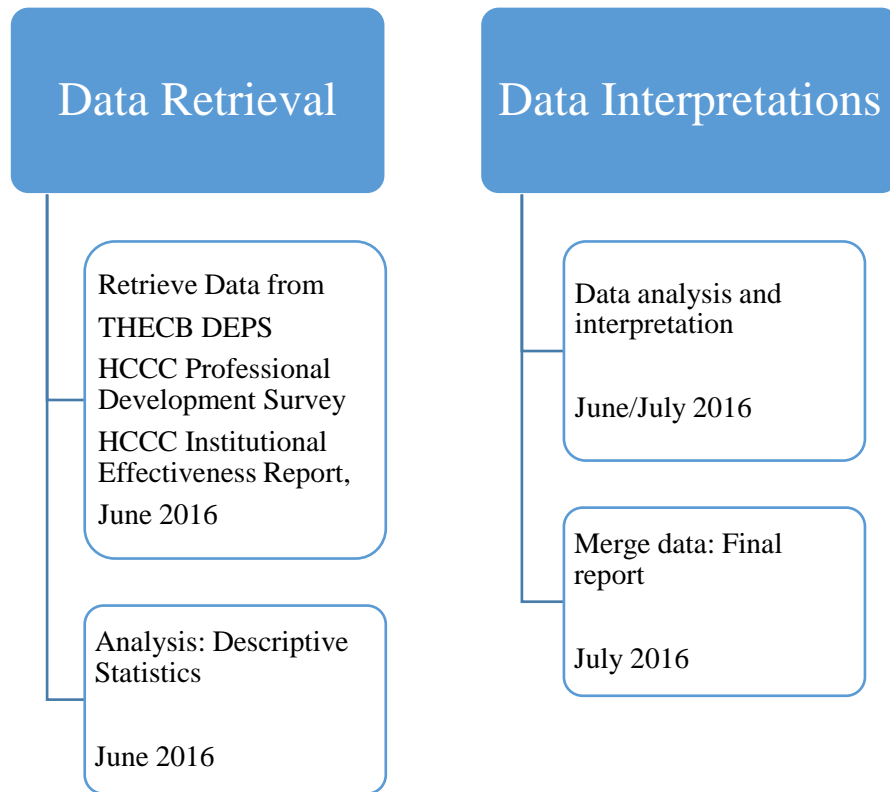 Data Retrieval
Retrieve Data from
THECB DEPS
HCCC Professional
Development Survey
HCCC Institutional
Effectiveness Report,
June 2016
Analysis: Descriptive
Statistics
June 2016
Data Interpretations
Data analysis and
interpretation
June/July 2016
Merge data: Final
report
July 2016